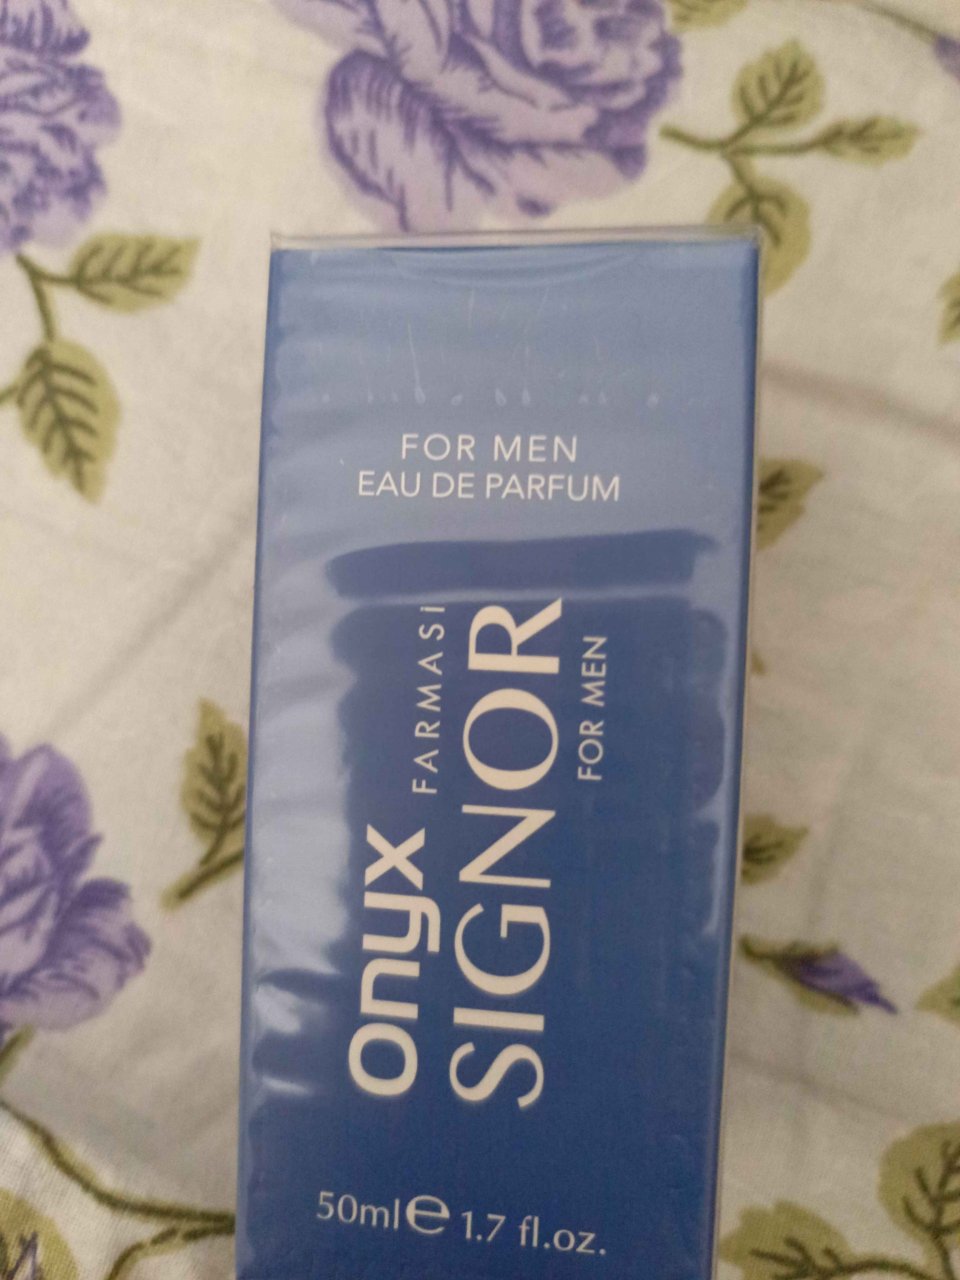 FOR MEN
EAU DE PARFUM
onyx FARMASi
SIGNOR
FOR MEN
50ml ℮ 1.7 fl.oz.